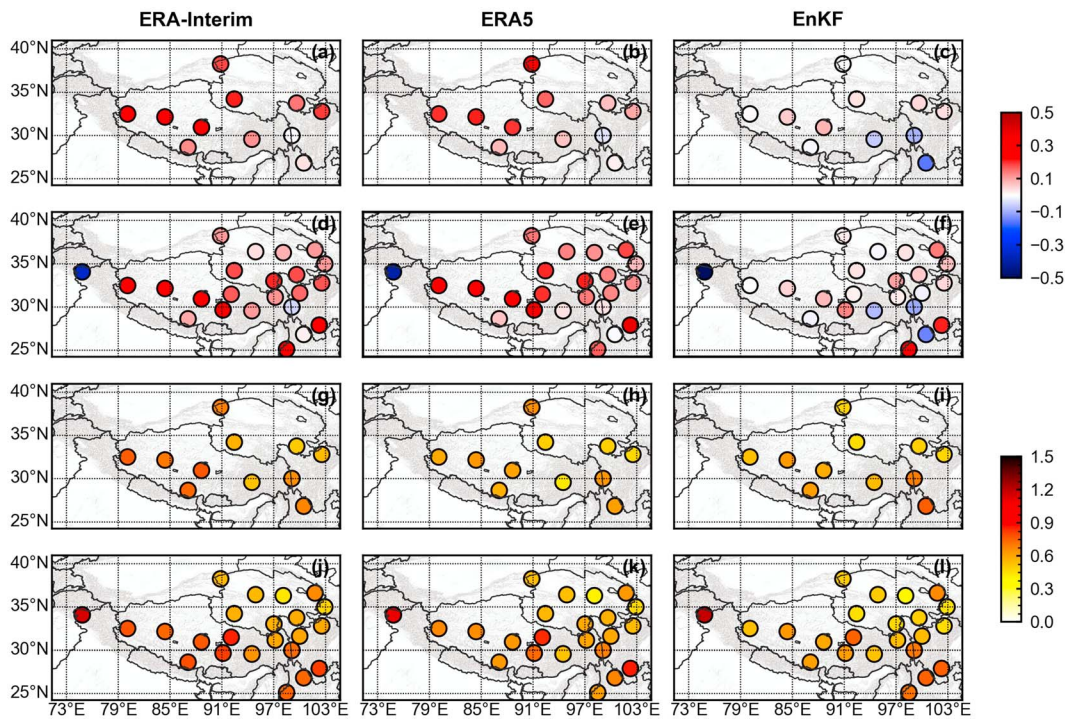 ERA-Interim ERA5 EnKF
40°N (a) (b) (c)
35°N
30°N
25°N
0.5
0.3
0.1
−0.1
−0.3
−0.5
40°N (d) (e) (f)
35°N
30°N
25°N
40°N (g) (h) (i)
35°N
30°N
25°N
1.5
1.2
0.9
0.6
0.3
0.0
40°N (j) (k) (l)
35°N
30°N
25°N
73°E 79°E 85°E 91°E 97°E 103°E 73°E 79°E 85°E 91°E 97°E 103°E 73°E 79°E 85°E 91°E 97°E 103°E